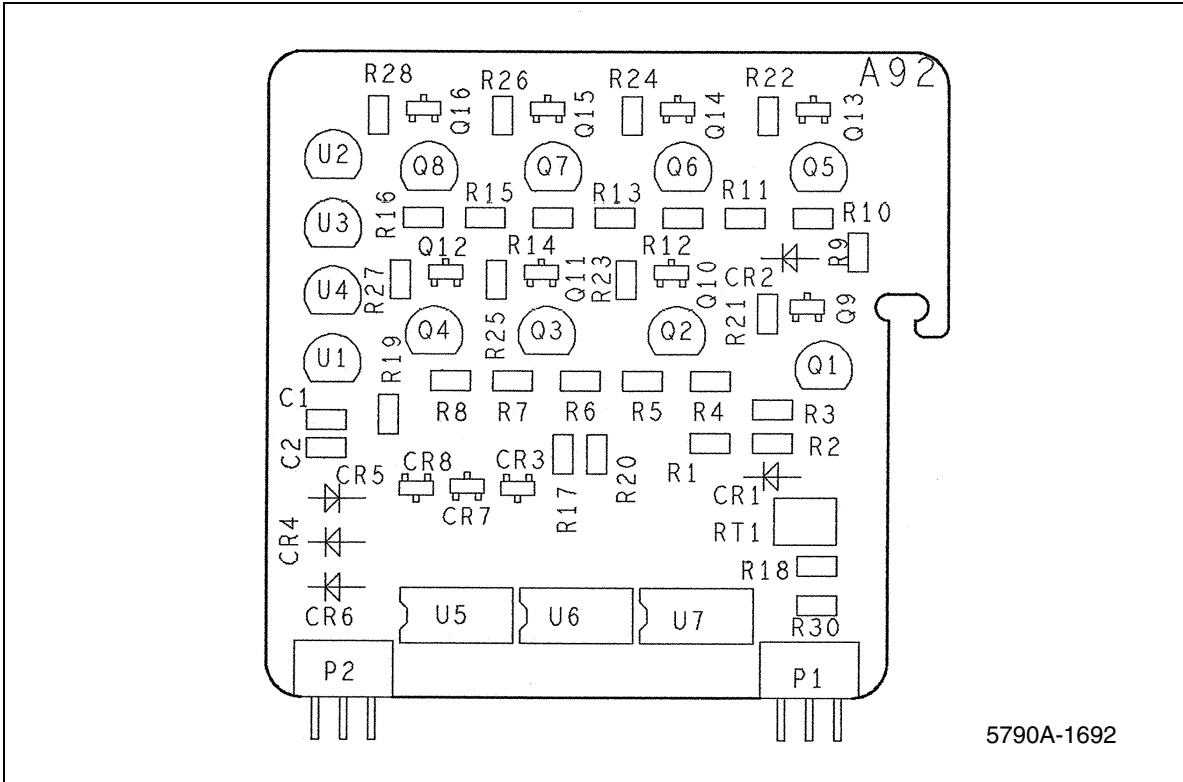 A92
R28 Q16 R26 Q15 R24 Q14 R22 Q13
U2 Q8 Q7 Q6 Q5
R16 R15 R13 R11 R10
U3
Q12 R14 R12 R9
R27 Q11 R23 Q10 CR2
U4
Q4 R25 Q3 Q2 R21 Q9
U1 R19 Q1
C1 R8 R7 R6 R5 R4 R3
C2 R1 R2
CR5 CR8 CR3 R20
CR7 R17 CR1
CR4 RT1
R18
CR6 U5 U6 U7 R30
P2 P1
5790A-1692